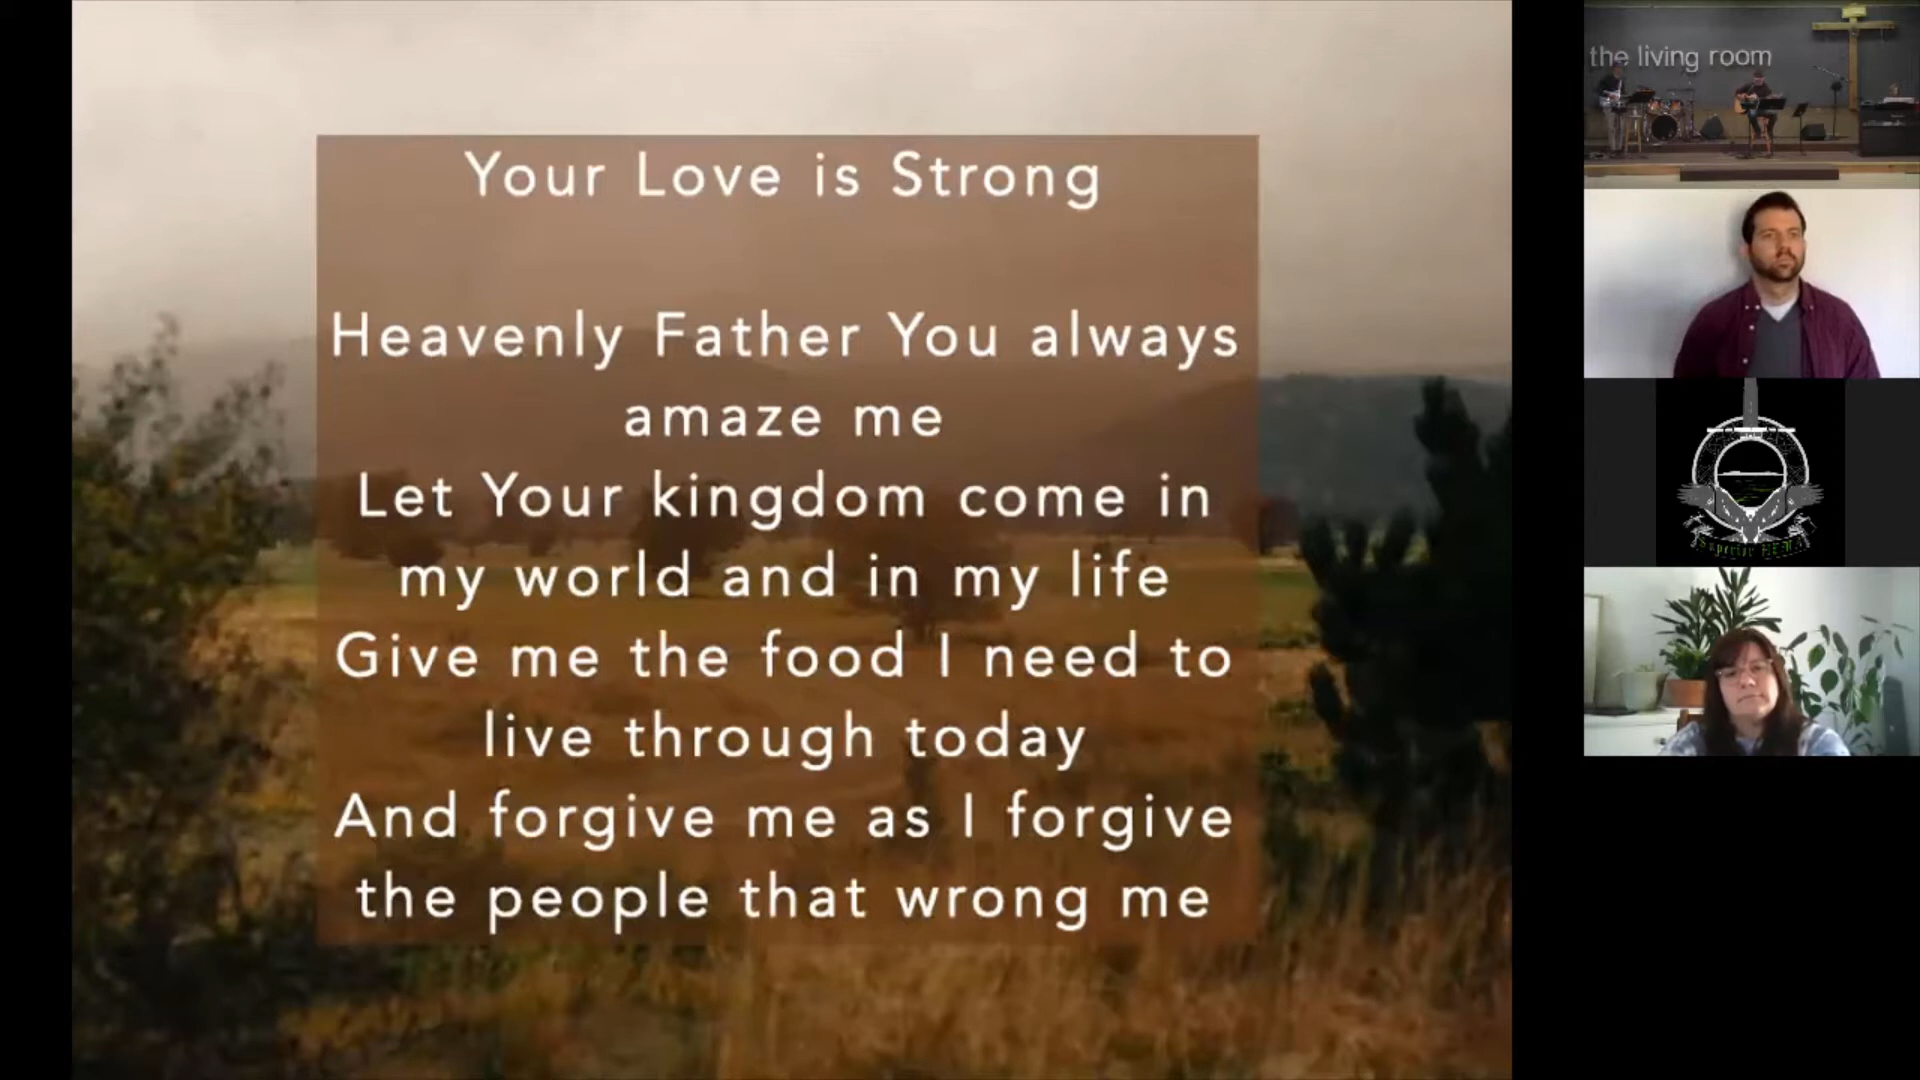 Your Love is Strong
Heavenly Father You always
amaze me
Let Your kingdom come in
my world and in my life
Give me the food I need to
live through today
And forgive me as I forgive
the people that wrong me
the living room
Superior